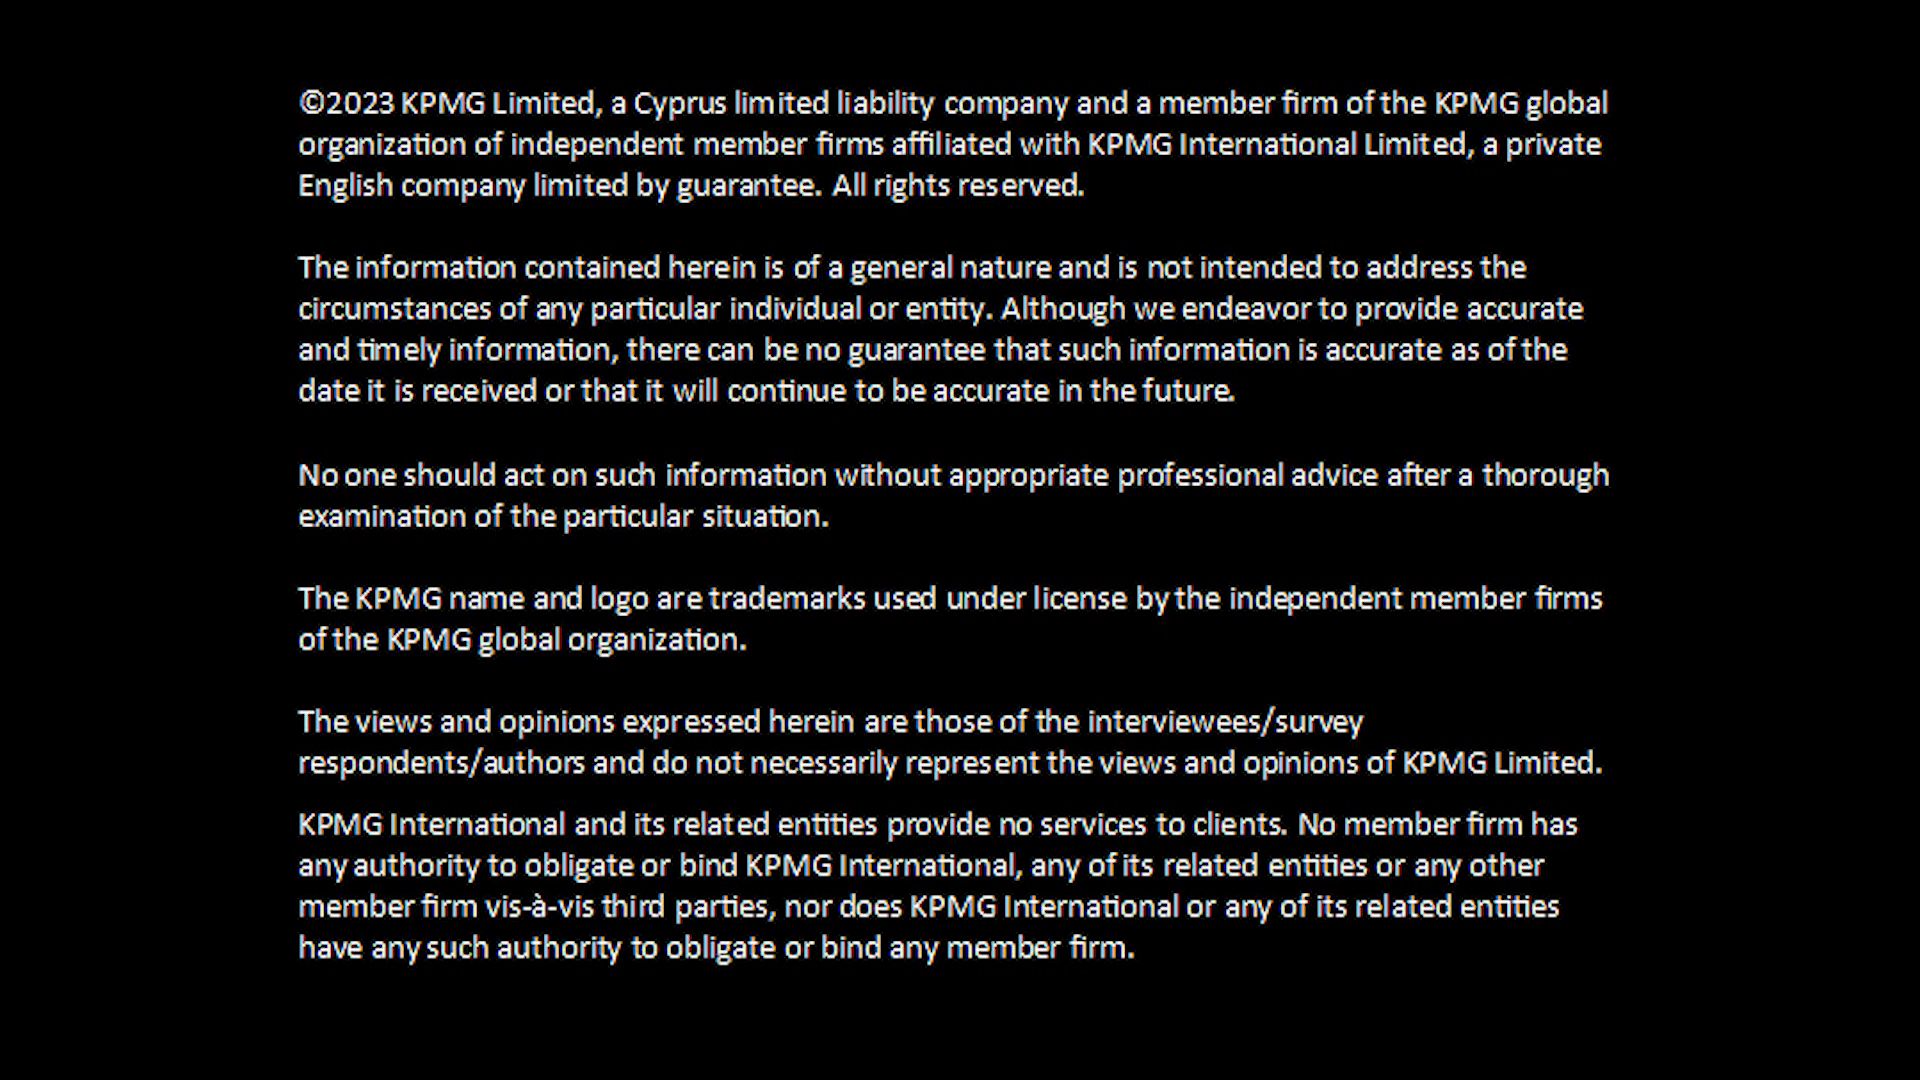 ©2023 KPMG Limited, a Cyprus limited liability company and a member firm of the KPMG global
organization of independent member firms affiliated with KPMG International Limited, a private
English company limited by guarantee. All rights reserved.
The information contained herein is of a general nature and is not intended to address the
circumstances of any particular individual or entity. Although we endeavor to provide accurate
and timely information, there can be no guarantee that such information is accurate as of the
date it is received or that it will continue to be accurate in the future.
No one should act on such information without appropriate professional advice after a thorough
examination of the particular situation.
The KPMG name and logo are trademarks used under license by the independent member firms
of the KPMG global organization.
The views and opinions expressed herein are those of the interviewees/survey
respondents/authors and do not necessarily represent the views and opinions of KPMG Limited.
KPMG International and its related entities provide no services to clients. No member firm has
any authority to obligate or bind KPMG International, any of its related entities or any other
member firm vis-à-vis third parties, nor does KPMG International or any of its related entities
have any such authority to obligate or bind any member firm.